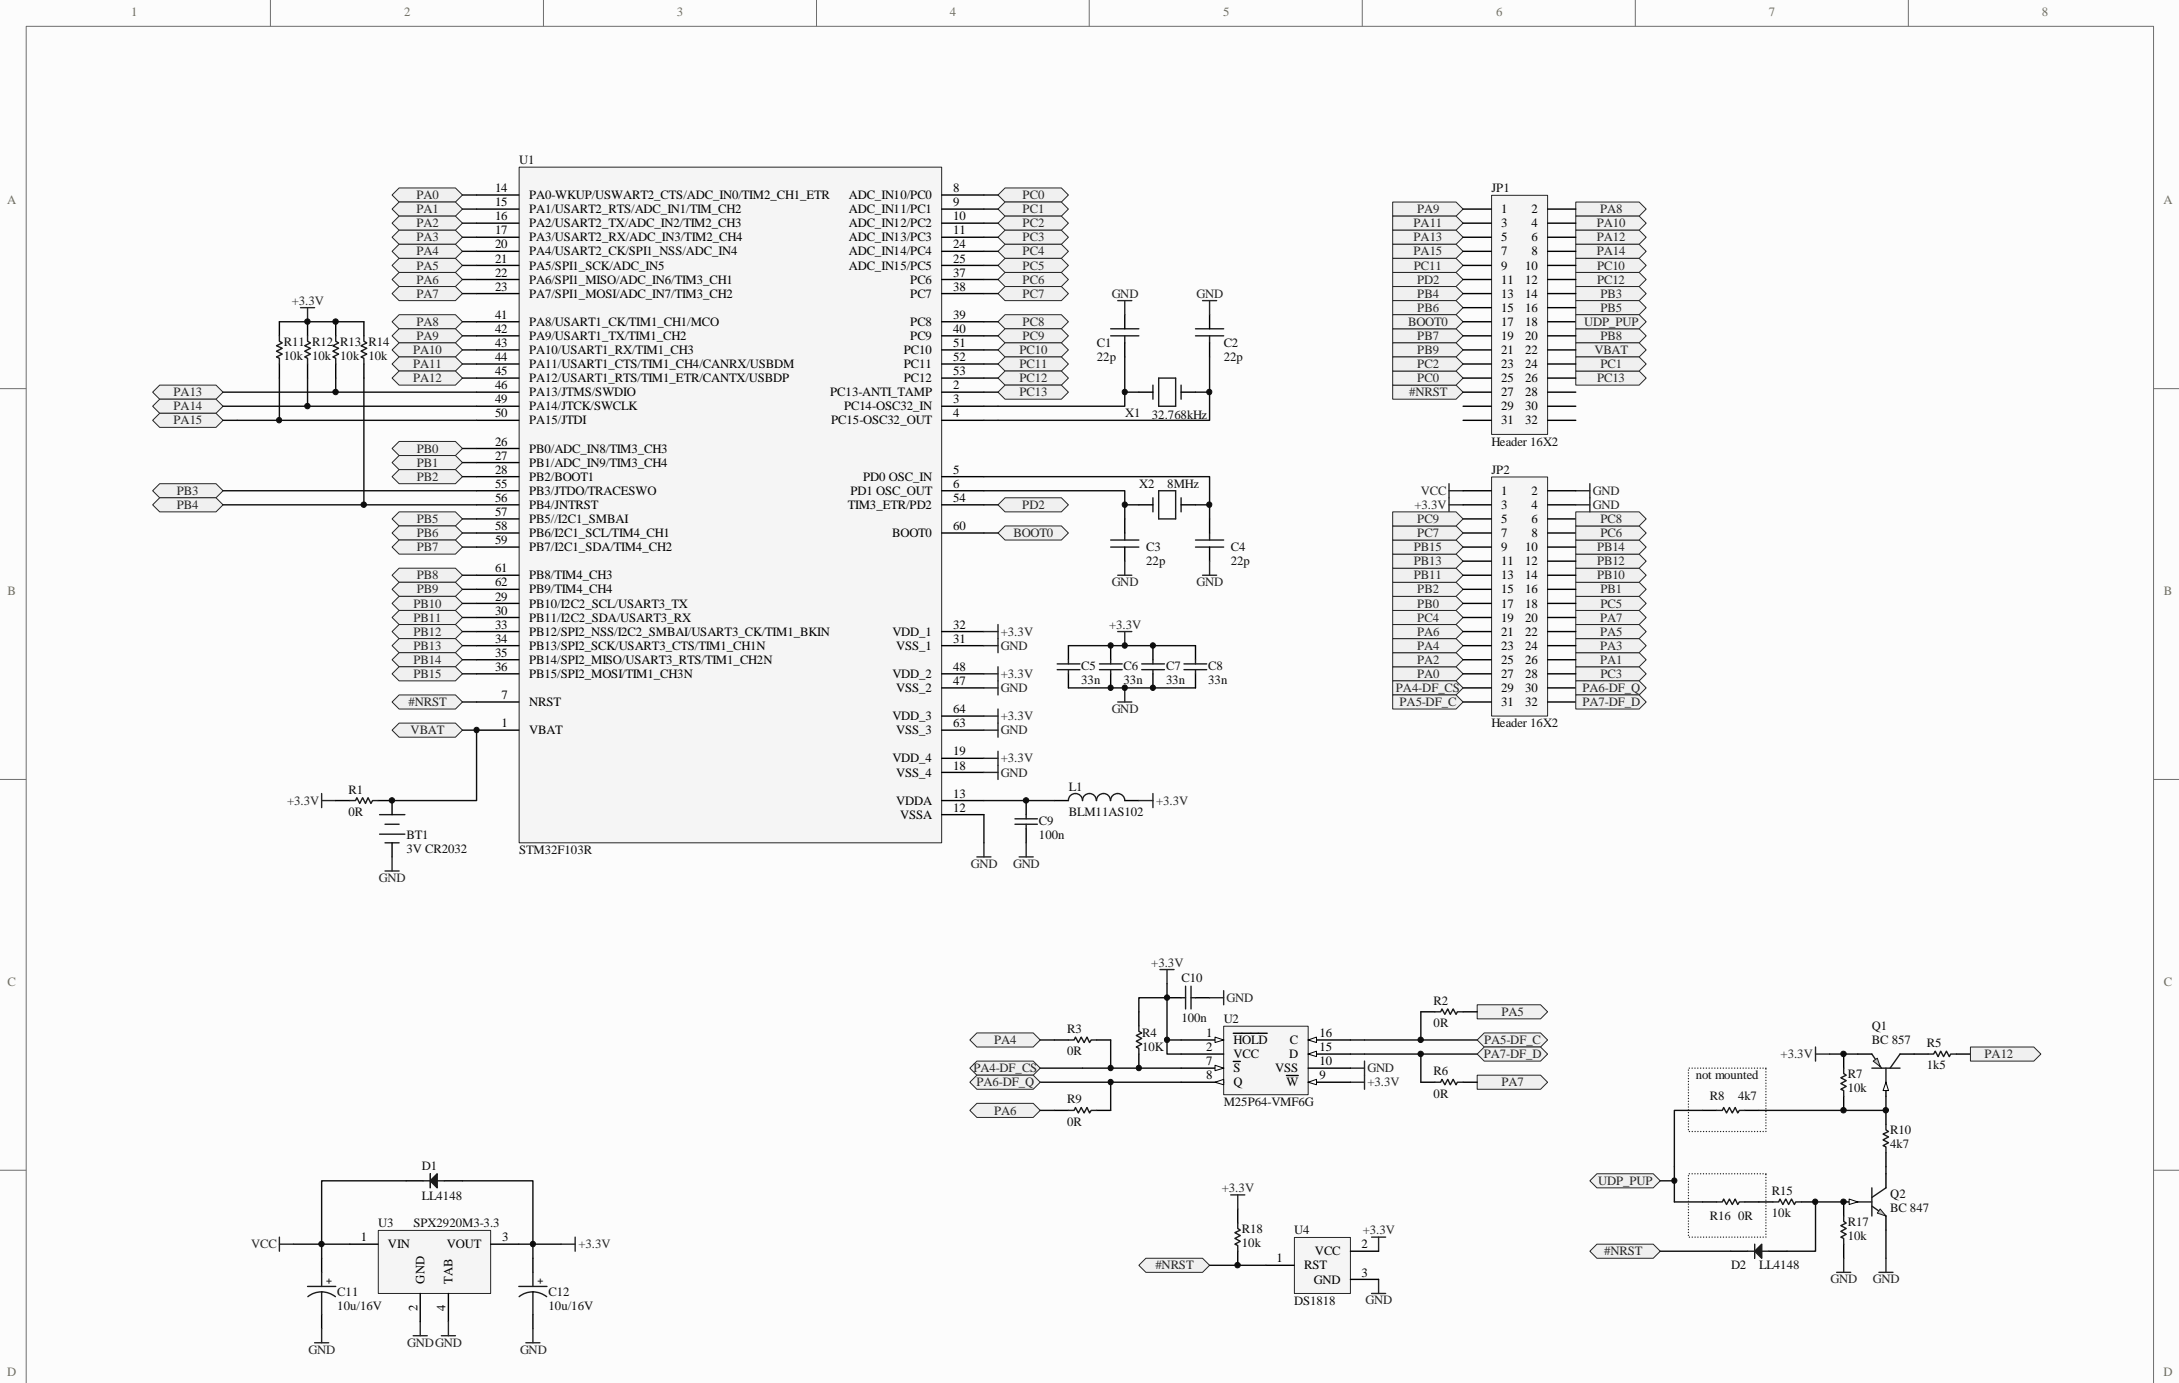 1 2 3 4 5 6 7 8
A A
B B
C C
D D
U1
STM32F103R
PA0 14 PA0-WKUP/USWART2_CTS/ADC_IN0/TIM2_CH1_ETR
PA1 15 PA1/USART2_RTS/ADC_IN1/TIM_CH2
PA2 16 PA2/USART2_TX/ADC_IN2/TIM2_CH3
PA3 17 PA3/USART2_RX/ADC_IN3/TIM2_CH4
PA4 20 PA4/USART2_CK/SPI1_NSS/ADC_IN4
PA5 21 PA5/SPI1_SCK/ADC_IN5
PA6 22 PA6/SPI1_MISO/ADC_IN6/TIM3_CH1
PA7 23 PA7/SPI1_MOSI/ADC_IN7/TIM3_CH2
PA8 41 PA8/USART1_CK/TIM1_CH1/MCO
PA9 42 PA9/USART1_TX/TIM1_CH2
PA10 43 PA10/USART1_RX/TIM1_CH3
PA11 44 PA11/USART1_CTS/TIM1_CH4/CANRX/USBDM
PA12 45 PA12/USART1_RTS/TIM1_ETR/CANTX/USBDP
PA13 46 PA13/JTMS/SWDIO
PA14 49 PA14/JTCK/SWCLK
PA15 50 PA15/JTDI
PB0 26 PB0/ADC_IN8/TIM3_CH3
PB1 27 PB1/ADC_IN9/TIM3_CH4
PB2 28 PB2/BOOT1
PB3 55 PB3/JTDO/TRACESWO
PB4 56 PB4/JNTRST
PB5 57 PB5//I2C1_SMBAI
PB6 58 PB6/I2C1_SCL/TIM4_CH1
PB7 59 PB7/I2C1_SDA/TIM4_CH2
PB8 61 PB8/TIM4_CH3
PB9 62 PB9/TIM4_CH4
PB10 29 PB10/I2C2_SCL/USART3_TX
PB11 30 PB11/I2C2_SDA/USART3_RX
PB12 33 PB12/SPI2_NSS/I2C2_SMBAI/USART3_CK/TIM1_BKIN
PB13 34 PB13/SPI2_SCK/USART3_CTS/TIM1_CH1N
PB14 35 PB14/SPI2_MISO/USART3_RTS/TIM1_CH2N
PB15 36 PB15/SPI2_MOSI/TIM1_CH3N
#NRST 7 NRST
VBAT 1 VBAT
ADC_IN10/PC0 8 PC0
ADC_IN11/PC1 9 PC1
ADC_IN12/PC2 10 PC2
ADC_IN13/PC3 11 PC3
ADC_IN14/PC4 24 PC4
ADC_IN15/PC5 25 PC5
PC6 37 PC6
PC7 38 PC7
PC8 39 PC8
PC9 40 PC9
PC10 51 PC10
PC11 52 PC11
PC12 53 PC12
PC13-ANTI_TAMP 2 PC13
PC14-OSC32_IN 3
PC15-OSC32_OUT 4
PD0 OSC_IN 5
PD1 OSC_OUT 6
TIM3_ETR/PD2 54 PD2
BOOT0 60 BOOT0
VDD_1 32 +3.3V
VSS_1 31 GND
VDD_2 48 +3.3V
VSS_2 47 GND
VDD_3 64 +3.3V
VSS_3 63 GND
VDD_4 19 +3.3V
VSS_4 18 GND
VDDA 13
VSSA 12
GND GND
L1
BLM11AS102
+3.3V
C9
100n
+3.3V
R11 R12 R13 R14
10k 10k 10k 10k
+3.3V R1
0R
BT1
3V CR2032
GND
GND GND
C1 C2
22p 22p
X1 32.768kHz
X2 8MHz
C3 C4
22p 22p
GND GND
+3.3V
C5 C6 C7 C8
33n 33n 33n 33n
GND
JP1
PA9 1 2 PA8
PA11 3 4 PA10
PA13 5 6 PA12
PA15 7 8 PA14
PC11 9 10 PC10
PD2 11 12 PC12
PB4 13 14 PB3
PB6 15 16 PB5
BOOT0 17 18 UDP_PUP
PB7 19 20 PB8
PB9 21 22 VBAT
PC2 23 24 PC1
PC0 25 26 PC13
#NRST 27 28
29 30
31 32
Header 16X2
JP2
VCC 1 2 GND
+3.3V 3 4 GND
PC9 5 6 PC8
PC7 7 8 PC6
PB15 9 10 PB14
PB13 11 12 PB12
PB11 13 14 PB10
PB2 15 16 PB1
PB0 17 18 PC5
PC4 19 20 PA7
PA6 21 22 PA5
PA4 23 24 PA3
PA2 25 26 PA1
PA0 27 28 PC3
PA4-DF_CS 29 30 PA6-DF_Q
PA5-DF_C 31 32 PA7-DF_D
Header 16X2
+3.3V
C10
100n
GND
R4
10K
U2
PA4 R3 0R
PA4-DF_CS
PA6-DF_Q
PA6 R9 0R
1 HOLD C 16
2 VCC D 15
7 S VSS 10 GND
8 Q W 9 +3.3V
M25P64-VMF6G
R2 0R PA5
PA5-DF_C
PA7-DF_D
R6 0R PA7
Q1
BC 857
R5
1k5
PA12
+3.3V
R7
10k
not mounted
R8 4k7
R10
4k7
UDP_PUP
R16 0R
R15
10k
Q2
BC 847
R17
10k
#NRST
D2 LL4148
GND GND
D1
LL4148
U3 SPX2920M3-3.3
VCC 1 VIN VOUT 3 +3.3V
GND TAB
2 4
GND GND
C11
10u/16V
C12
10u/16V
GND GND
+ +
+3.3V
R18
10k
#NRST
U4
+3.3V
VCC 2
1 RST
GND 3
DS1818
GND